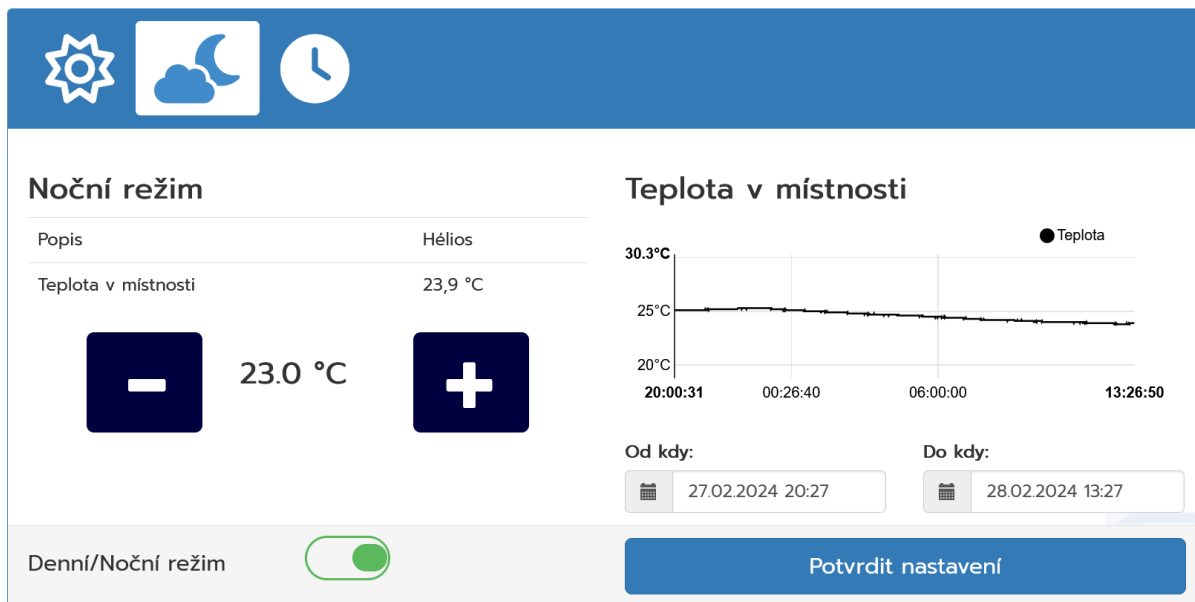 Noční režim
Popis Hélios
Teplota v místnosti 23,9 °C
23.0 °C
Teplota v místnosti
Teplota
30.3°C
25°C
20°C
20:00:31 00:26:40 06:00:00 13:26:50
Od kdy: Do kdy:
27.02.2024 20:27 28.02.2024 13:27
Denní/Noční režim
Potvrdit nastavení